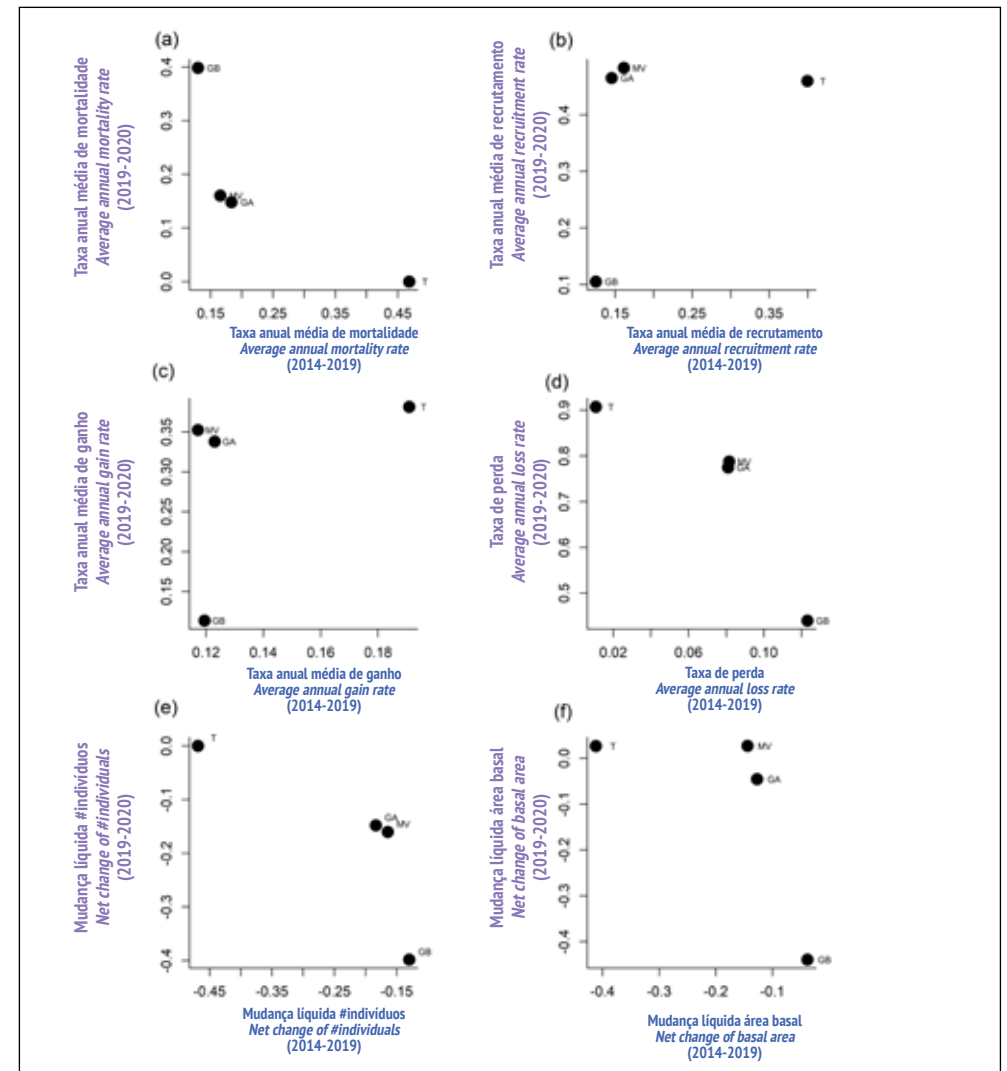 (a)
Taxa anual média de mortalidade
Average annual mortality rate
(2019-2020)
0.4
0.3
0.2
0.1
0.0
GB
MV
GA
T
0.15 0.25 0.35 0.45
Taxa anual média de mortalidade
Average annual mortality rate
(2014-2019)
(b)
Taxa anual média de recrutamento
Average annual recruitment rate
(2019-2020)
0.4
0.3
0.2
0.1
MV
GA
T
GB
0.15 0.25 0.35
Taxa anual média de recrutamento
Average annual recruitment rate
(2014-2019)
(c)
Taxa anual média de ganho
Average annual gain rate
(2019-2020)
0.35
0.30
0.25
0.20
0.15
T
MV
GA
GB
0.12 0.14 0.16 0.18
Taxa anual média de ganho
Average annual gain rate
(2014-2019)
(d)
Taxa de perda
Average annual loss rate
(2019-2020)
0.9
0.8
0.7
0.6
0.5
T
MV
GA
GB
0.02 0.06 0.10
Taxa de perda
Average annual loss rate
(2014-2019)
(e)
Mudança líquida #indivíduos
Net change of #individuals
(2019-2020)
0.0
-0.1
-0.2
-0.3
-0.4
T
GA
MV
GB
-0.45 -0.35 -0.25 -0.15
Mudança líquida #indivíduos
Net change of #individuals
(2014-2019)
(f)
Mudança líquida área basal
Net change of basal area
(2019-2020)
0.0
-0.1
-0.2
-0.3
-0.4
T
MV
GA
GB
-0.4 -0.3 -0.2 -0.1
Mudança líquida área basal
Net change of basal area
(2014-2019)